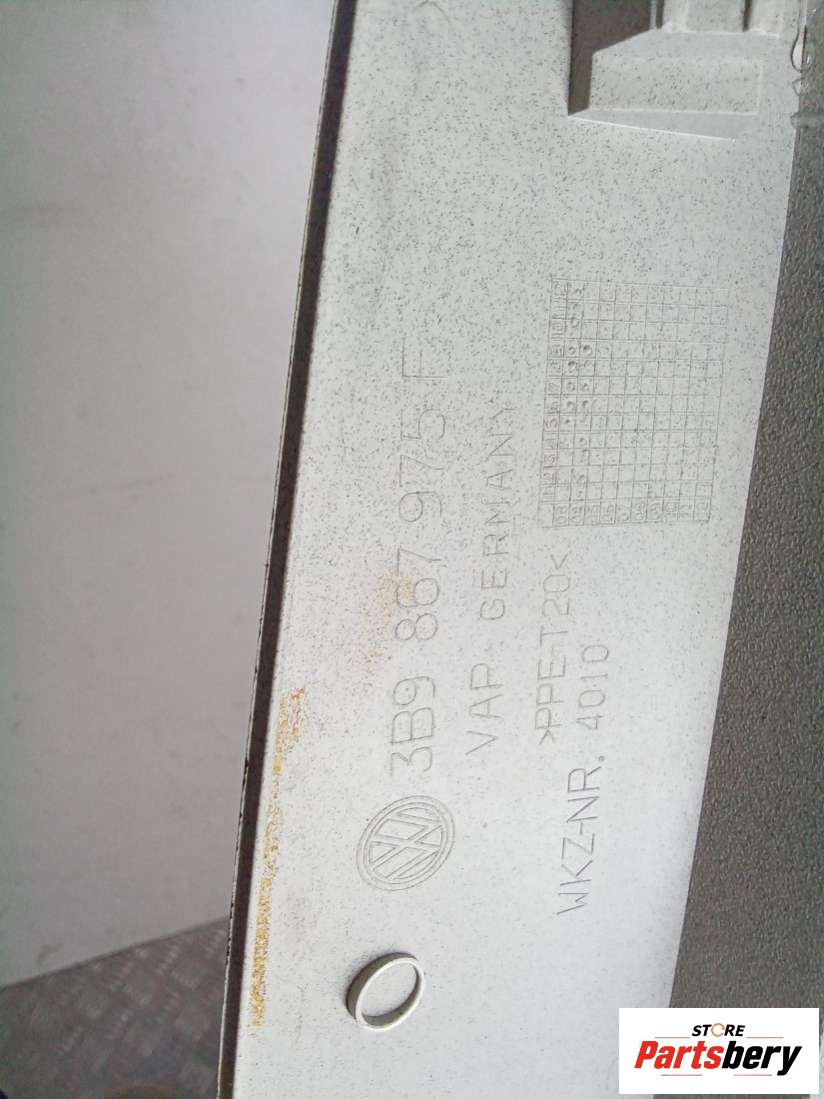 3B9 867 975 F
VAP GERMANY
>PPE-T20<
WKZ-NR. 4010
STORE
Partsbery